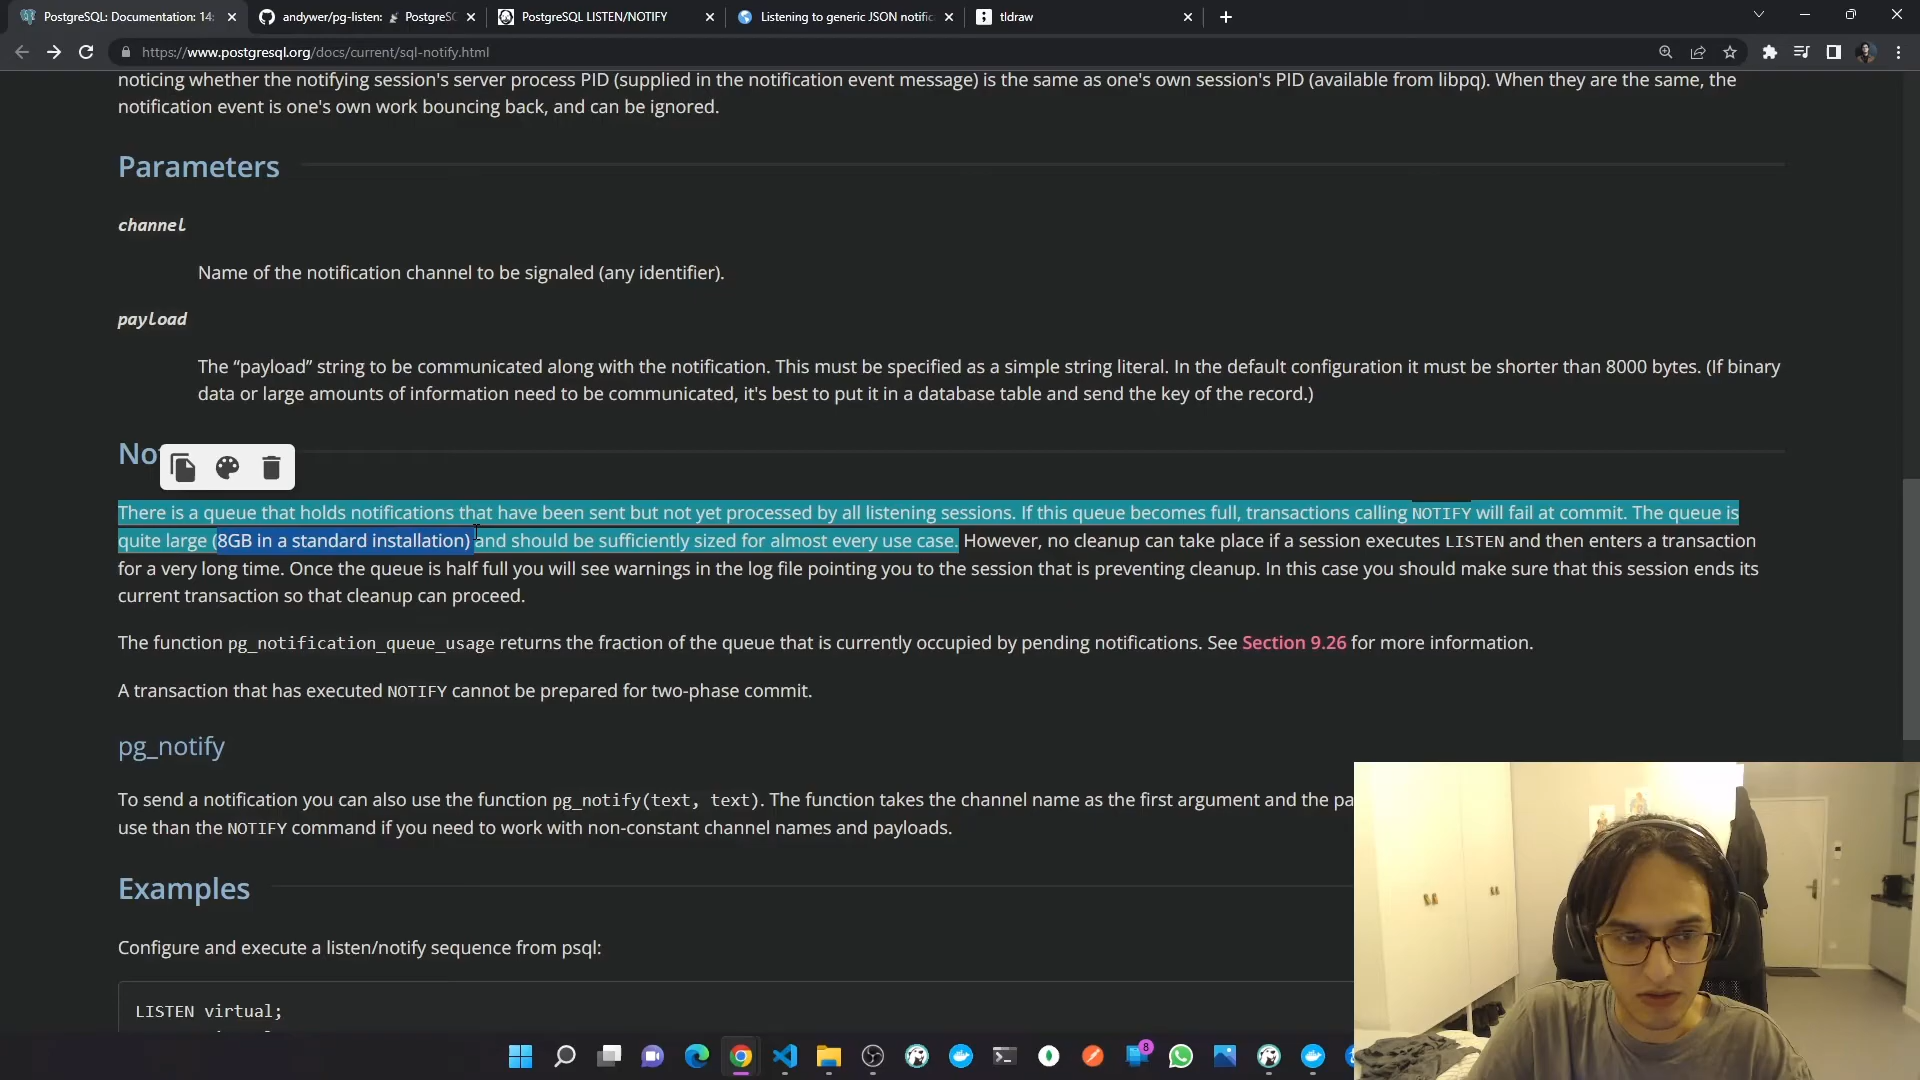 PostgreSQL: Documentation: 14:
andywer/pg-listen:
PostgreSC
PostgreSQL LISTEN/NOTIFY
Listening to generic JSON notific
tldraw
https://www.postgresql.org/docs/current/sql-notify.html
noticing whether the notifying session's server process PID (supplied in the notification event message) is the same as one's own session's PID (available from libpq). When they are the same, the
notification event is one's own work bouncing back, and can be ignored.
Parameters
channel
Name of the notification channel to be signaled (any identifier).
payload
The “payload” string to be communicated along with the notification. This must be specified as a simple string literal. In the default configuration it must be shorter than 8000 bytes. (If binary
data or large amounts of information need to be communicated, it's best to put it in a database table and send the key of the record.)
No
There is a queue that holds notifications that have been sent but not yet processed by all listening sessions. If this queue becomes full, transactions calling NOTIFY will fail at commit. The queue is
quite large (8GB in a standard installation) and should be sufficiently sized for almost every use case. However, no cleanup can take place if a session executes LISTEN and then enters a transaction
for a very long time. Once the queue is half full you will see warnings in the log file pointing you to the session that is preventing cleanup. In this case you should make sure that this session ends its
current transaction so that cleanup can proceed.
The function pg_notification_queue_usage returns the fraction of the queue that is currently occupied by pending notifications. See Section 9.26 for more information.
A transaction that has executed NOTIFY cannot be prepared for two-phase commit.
pg_notify
To send a notification you can also use the function pg_notify(text, text). The function takes the channel name as the first argument and the pa
use than the NOTIFY command if you need to work with non-constant channel names and payloads.
Examples
Configure and execute a listen/notify sequence from psql:
LISTEN virtual;
8